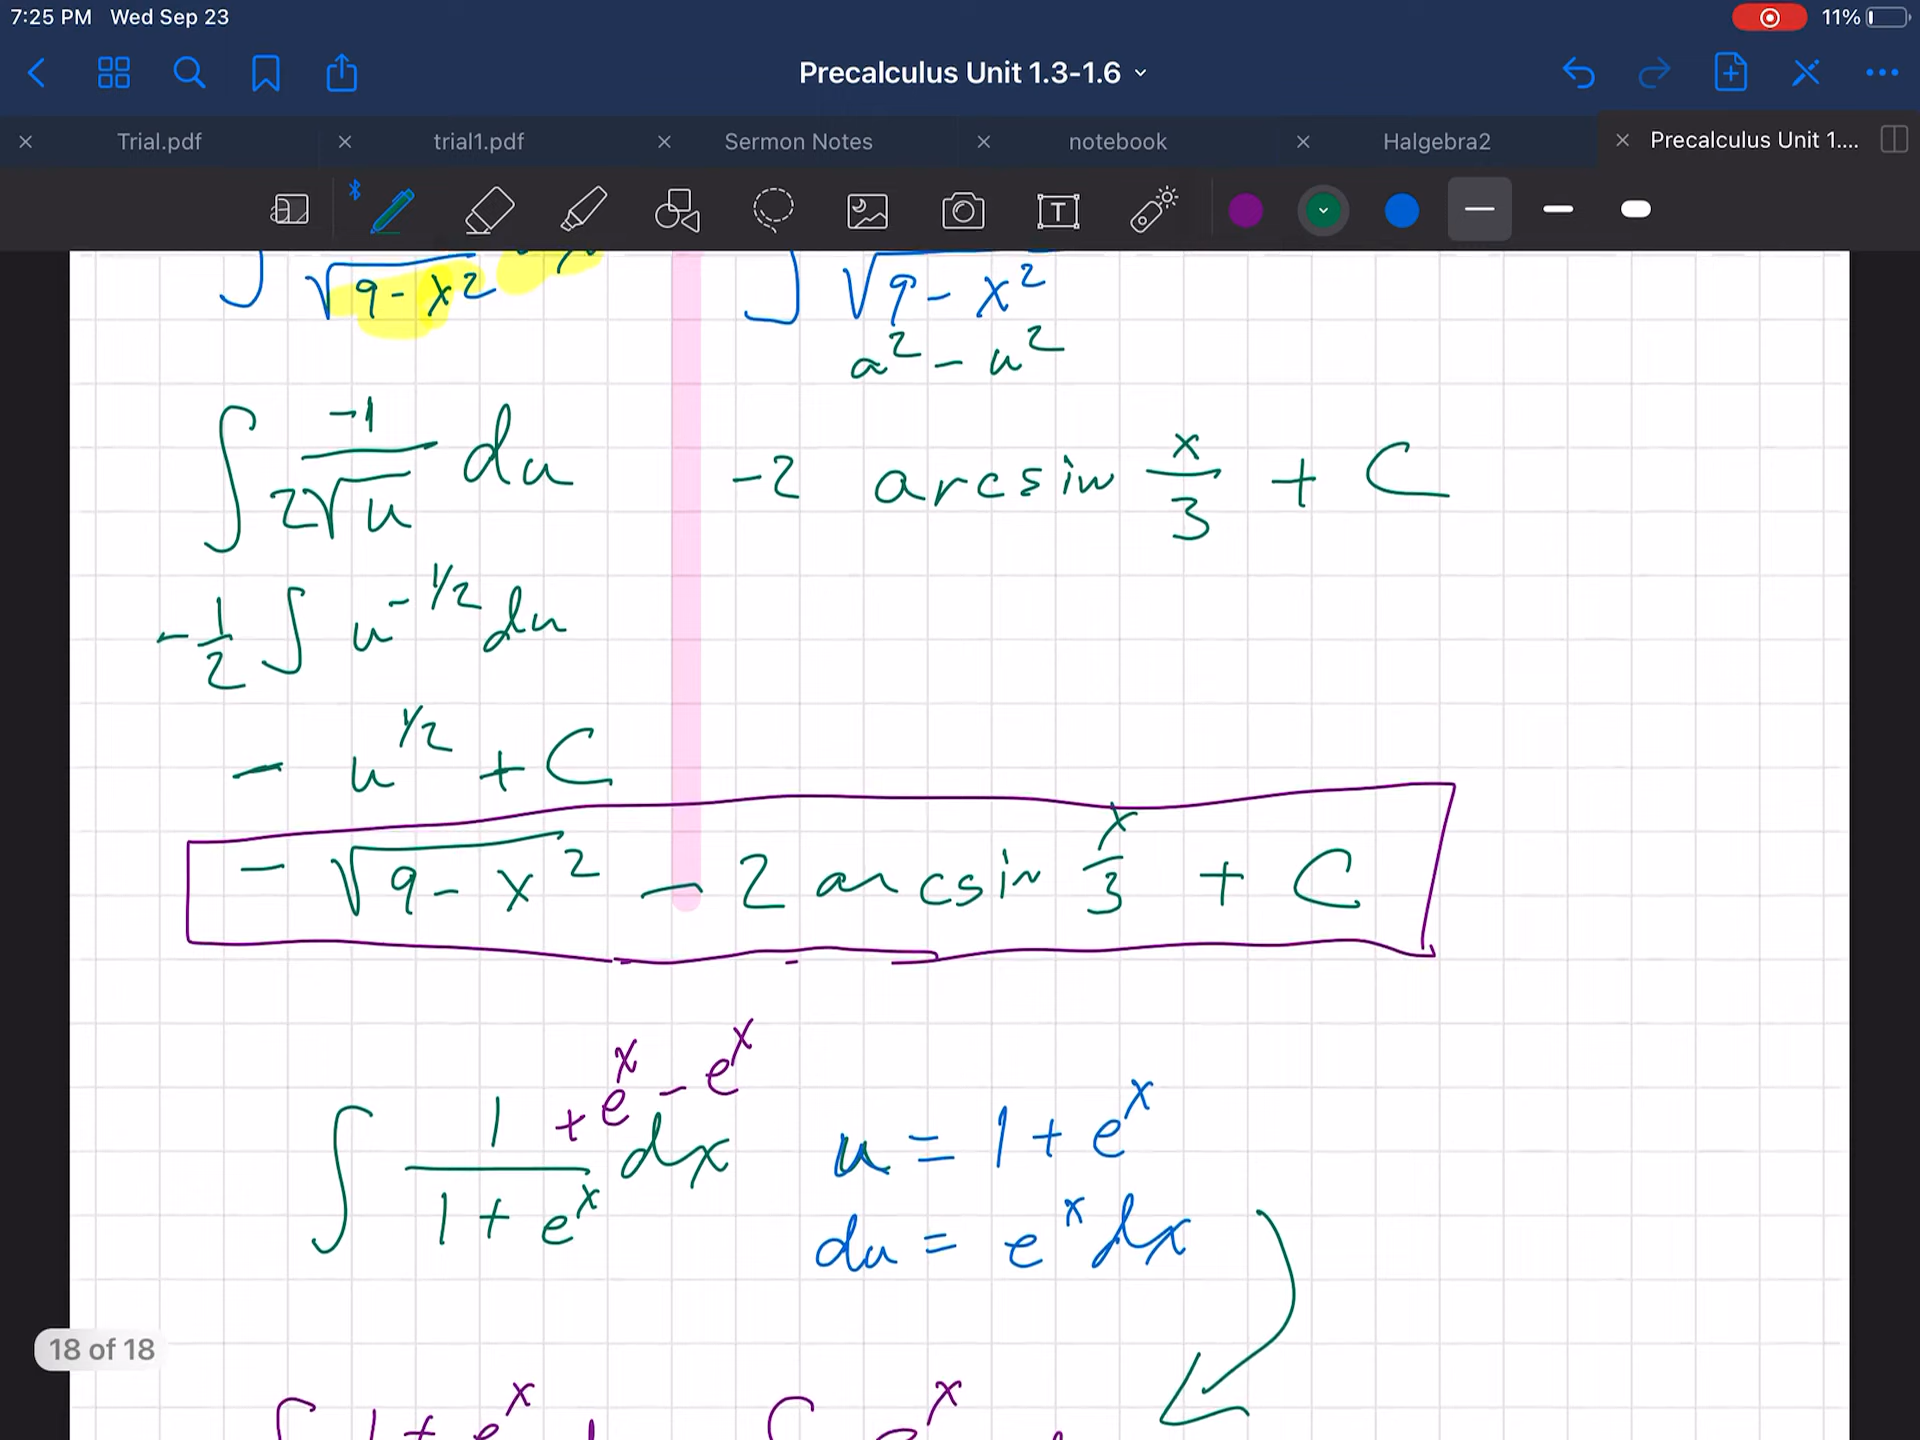 7:25 PM Wed Sep 23
11%
Precalculus Unit 1.3-1.6
Trial.pdf
trial1.pdf
Sermon Notes
notebook
Halgebra2
Precalculus Unit 1....
∫ √9 - x2
∫ √9 - x²
a² - u²
∫ -1/2√u du
-2 arcsin x/3 + C
-1/2 ∫ u^-1/2 du
- u^1/2 + C
- √9 - x² - 2 arcsin x/3 + C
∫ 1 + e^x - e^x / 1 + e^x dx
u = 1 + e^x
du = e^x dx
18 of 18
∫ 1 + e^x
∫ e^x